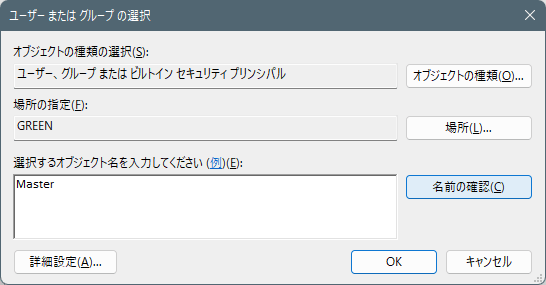 ユーザー または グループ の選択
オブジェクトの種類の選択(S):
ユーザー、グループ または ビルトイン セキュリティ プリンシパル
オブジェクトの種類(O)...
場所の指定(F):
GREEN
場所(L)...
選択するオブジェクト名を入力してください (例)(E):
Master
名前の確認(C)
詳細設定(A)...
OK
キャンセル